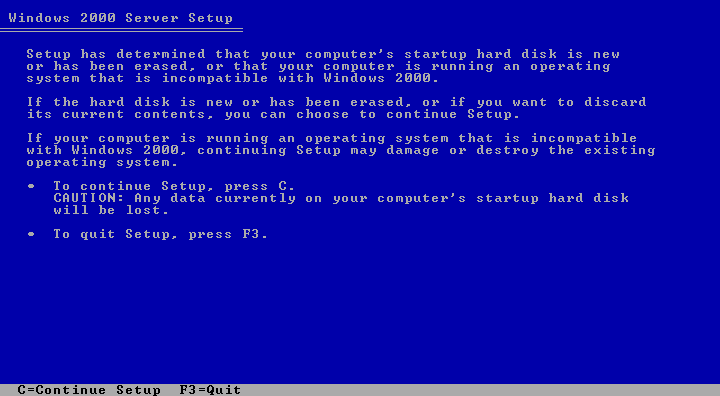 Windows 2000 Server Setup
Setup has determined that your computer's startup hard disk is new
or has been erased, or that your computer is running an operating
system that is incompatible with Windows 2000.
If the hard disk is new or has been erased, or if you want to discard
its current contents, you can choose to continue Setup.
If your computer is running an operating system that is incompatible
with Windows 2000, continuing Setup may damage or destroy the existing
operating system.
• To continue Setup, press C.
CAUTION: Any data currently on your computer's startup hard disk
will be lost.
• To quit Setup, press F3.
C=Continue Setup F3=Quit